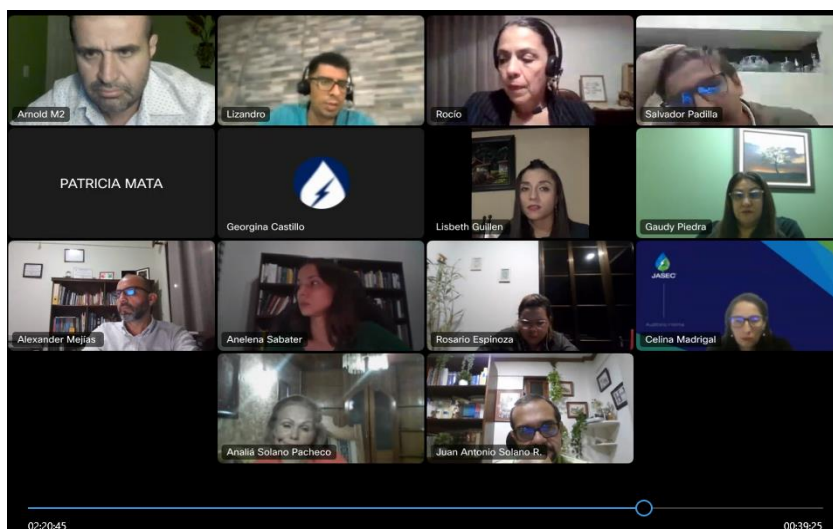 Arnold M2
Lizandro
Rocío
Salvador Padilla
PATRICIA MATA
Georgina Castillo
Lisbeth Guillen
Gaudy Piedra
Alexander Mejías
Anelena Sabater
Rosario Espinoza
JASEC
Celina Madrigal
Analiá Solano Pacheco
Juan Antonio Solano R.
02:20:45
00:39:25